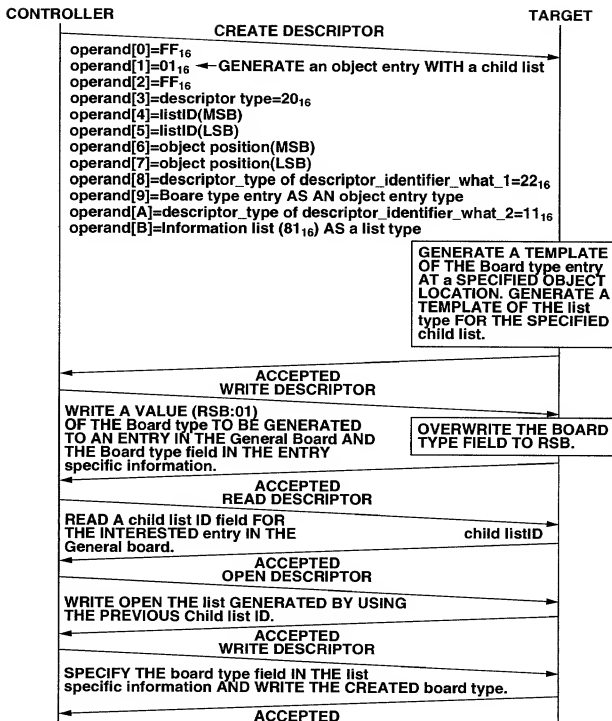 CONTROLLER
TARGET
CREATE DESCRIPTOR
operand[0]=FF₁₆
operand[1]=01₁₆ ←GENERATE an object entry WITH a child list
operand[2]=FF₁₆
operand[3]=descriptor type=20₁₆
operand[4]=listID(MSB)
operand[5]=listID(LSB)
operand[6]=object position(MSB)
operand[7]=object position(LSB)
operand[8]=descriptor_type of descriptor_identifier_what_1=22₁₆
operand[9]=Boare type entry AS AN object entry type
operand[A]=descriptor_type of descriptor_identifier_what_2=11₁₆
operand[B]=Information list (81₁₆) AS a list type
GENERATE A TEMPLATE
OF THE Board type entry
AT a SPECIFIED OBJECT
LOCATION. GENERATE A
TEMPLATE OF THE list
type FOR THE SPECIFIED
child list.
ACCEPTED
WRITE DESCRIPTOR
WRITE A VALUE (RSB:01)
OF THE Board type TO BE GENERATED
TO AN ENTRY IN THE General Board AND
THE Board type field IN THE ENTRY
specific information.
OVERWRITE THE BOARD
TYPE FIELD TO RSB.
ACCEPTED
READ DESCRIPTOR
READ A child list ID field FOR
THE INTERESTED entry IN THE
General board.
child listID
ACCEPTED
OPEN DESCRIPTOR
WRITE OPEN THE list GENERATED BY USING
THE PREVIOUS Child list ID.
ACCEPTED
WRITE DESCRIPTOR
SPECIFY THE board type field IN THE list
specific information AND WRITE THE CREATED board type.
ACCEPTED